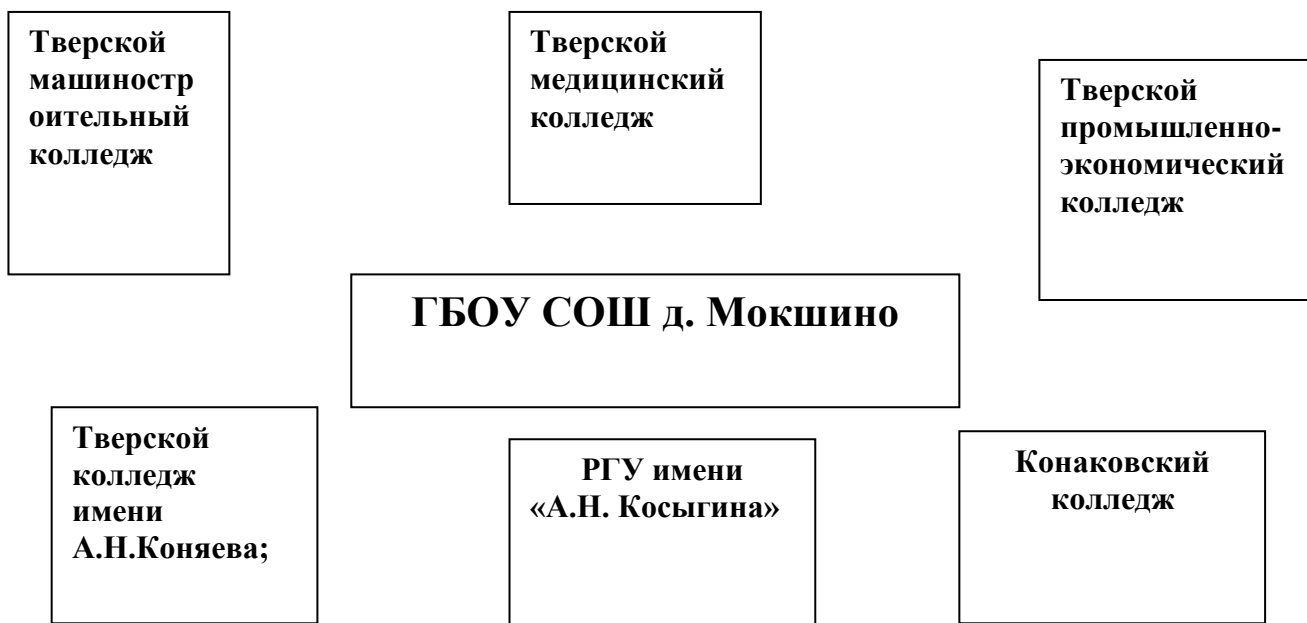 Тверской
машиностр
оительный
колледж
Тверской
медицинский
колледж
Тверской
промышленно-
экономический
колледж
ГБОУ СОШ д. Мокшино
Тверской
колледж
имени
А.Н.Коняева;
РГУ имени
«А.Н. Косыгина»
Конаковский
колледж